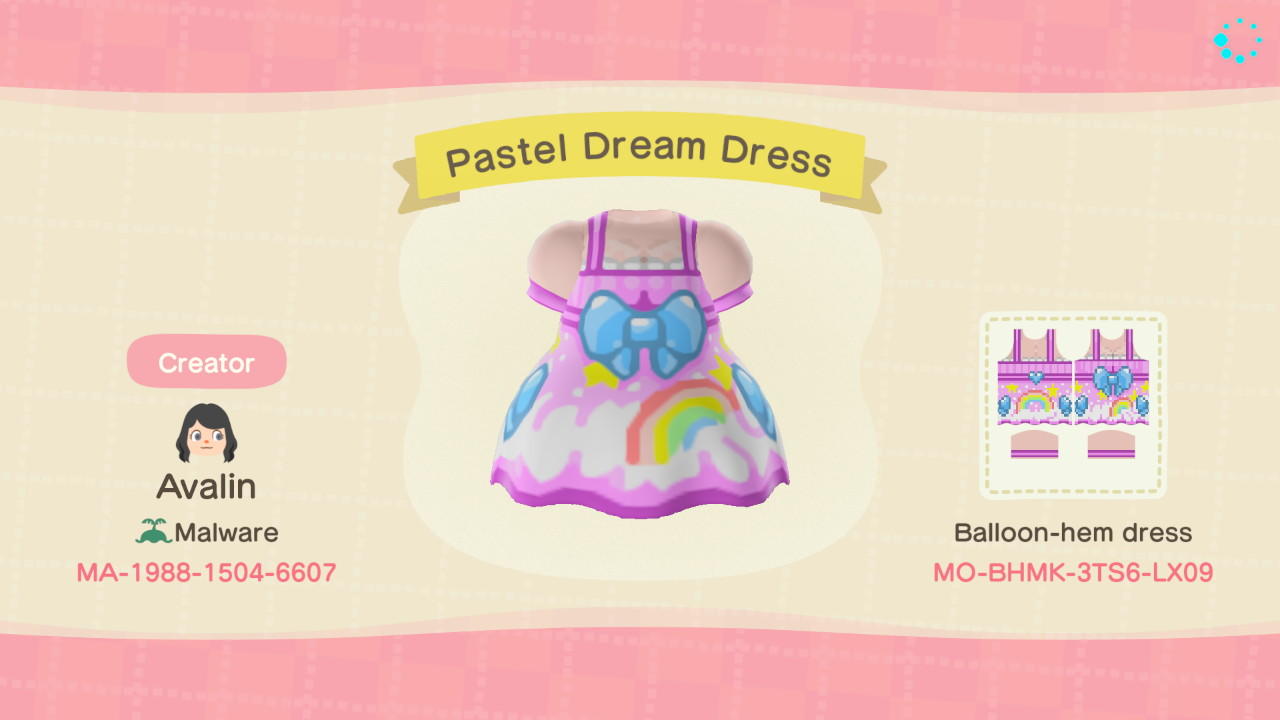 Pastel Dream Dress
Creator
Avalin
Malware
MA-1988-1504-6607
Balloon-hem dress
MO-BHMK-3TS6-LX09